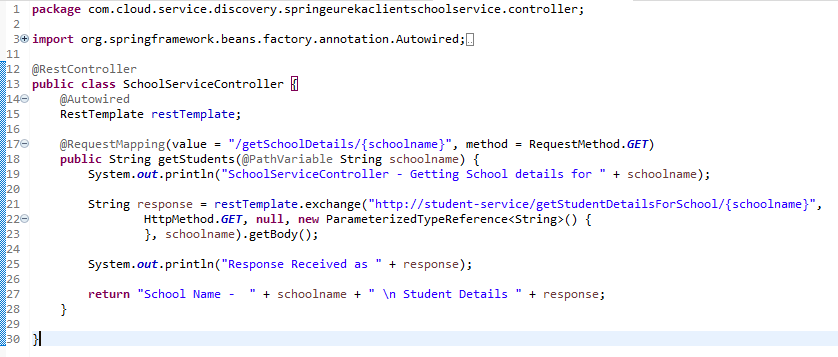 1 package com.cloud.service.discovery.springeurekaclientschoolservice.controller;
2
3 import org.springframework.beans.factory.annotation.Autowired;
11
12 @RestController
13 public class SchoolServiceController {
14 @Autowired
15 RestTemplate restTemplate;
16
17 @RequestMapping(value = "/getSchoolDetails/{schoolname}", method = RequestMethod.GET)
18 public String getStudents(@PathVariable String schoolname) {
19 System.out.println("SchoolServiceController - Getting School details for " + schoolname);
20
21 String response = restTemplate.exchange("http://student-service/getStudentDetailsForSchool/{schoolname}",
22 HttpMethod.GET, null, new ParameterizedTypeReference<String>() {
23 }, schoolname).getBody();
24
25 System.out.println("Response Received as " + response);
26
27 return "School Name -  " + schoolname + " \n Student Details " + response;
28 }
29
30 }